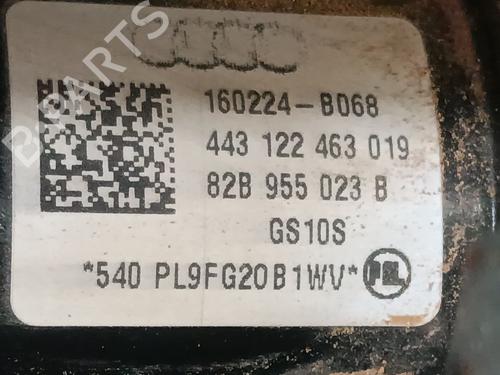 160224-B068
443 122 463 019
82B 955 023 B
GS10S
*540 PL9FG20B1WV*
B-PARTS